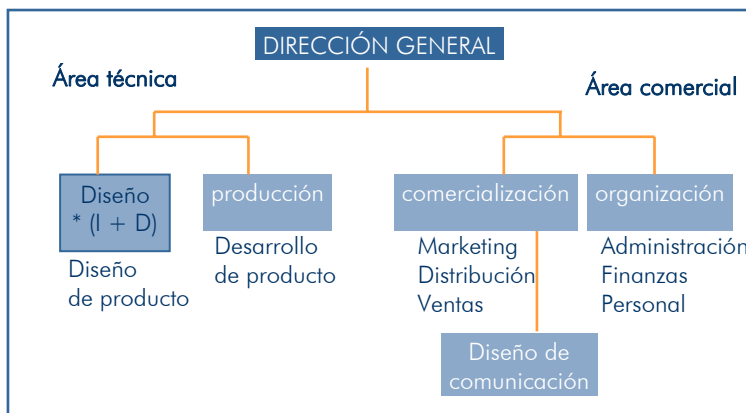 DIRECCIÓN GENERAL
Área técnica
Área comercial
Diseño
* (I + D)
producción
comercialización
organización
Diseño
de producto
Desarrollo
de producto
Marketing
Distribución
Ventas
Administración
Finanzas
Personal
Diseño de
comunicación